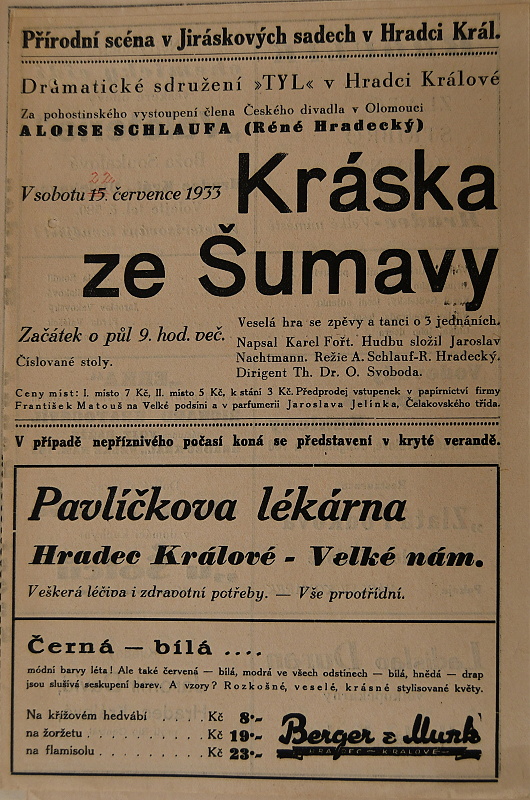 Přírodní scéna v Jiráskových sadech v Hradci Král.
Dramatické sdružení »TYL« v Hradci Králové
Za pohostinského vystoupení člena Českého divadla v Olomouci
ALOISE SCHLAUFA (Réné Hradecký)
22.
V sobotu 15. července 1933
Kráska
ze Šumavy
Začátek o půl 9. hod. več.
Číslované stoly.
Veselá hra se zpěvy a tanci o 3 jednáních.
Napsal Karel Fořt. Hudbu složil Jaroslav
Nachtmann. Režie A. Schlauf-R. Hradecký.
Dirigent Th. Dr. O. Svoboda.
Ceny míst: I. místo 7 Kč, II. místo 5 Kč, k stání 3 Kč. Předprodej vstupenek v papírnictví firmy
František Matouš na Velké podsíni a v parfumerii Jaroslava Jelínka, Čelakovského třída.
V případě nepříznivého počasí koná se představení v kryté verandě.
Pavlíčkova lékárna
Hradec Králové - Velké nám.
Veškerá léčiva i zdravotní potřeby. — Vše prvotřídní.
Černá — bílá ....
módní barvy léta! Ale také červená — bílá, modrá ve všech odstinech — bílá, hnědá — drap
jsou slušivá seskupení barev. A vzory? Rozkošné, veselé, krásné stylisované květy.
Na křížovém hedvábí . . . . . Kč 8·–
na žoržetu . . . . . . . . . Kč 19·–
na flamisolu . . . . . . . . Kč 23·–
Berger & Munk
HRADEC – KRÁLOVÉ –